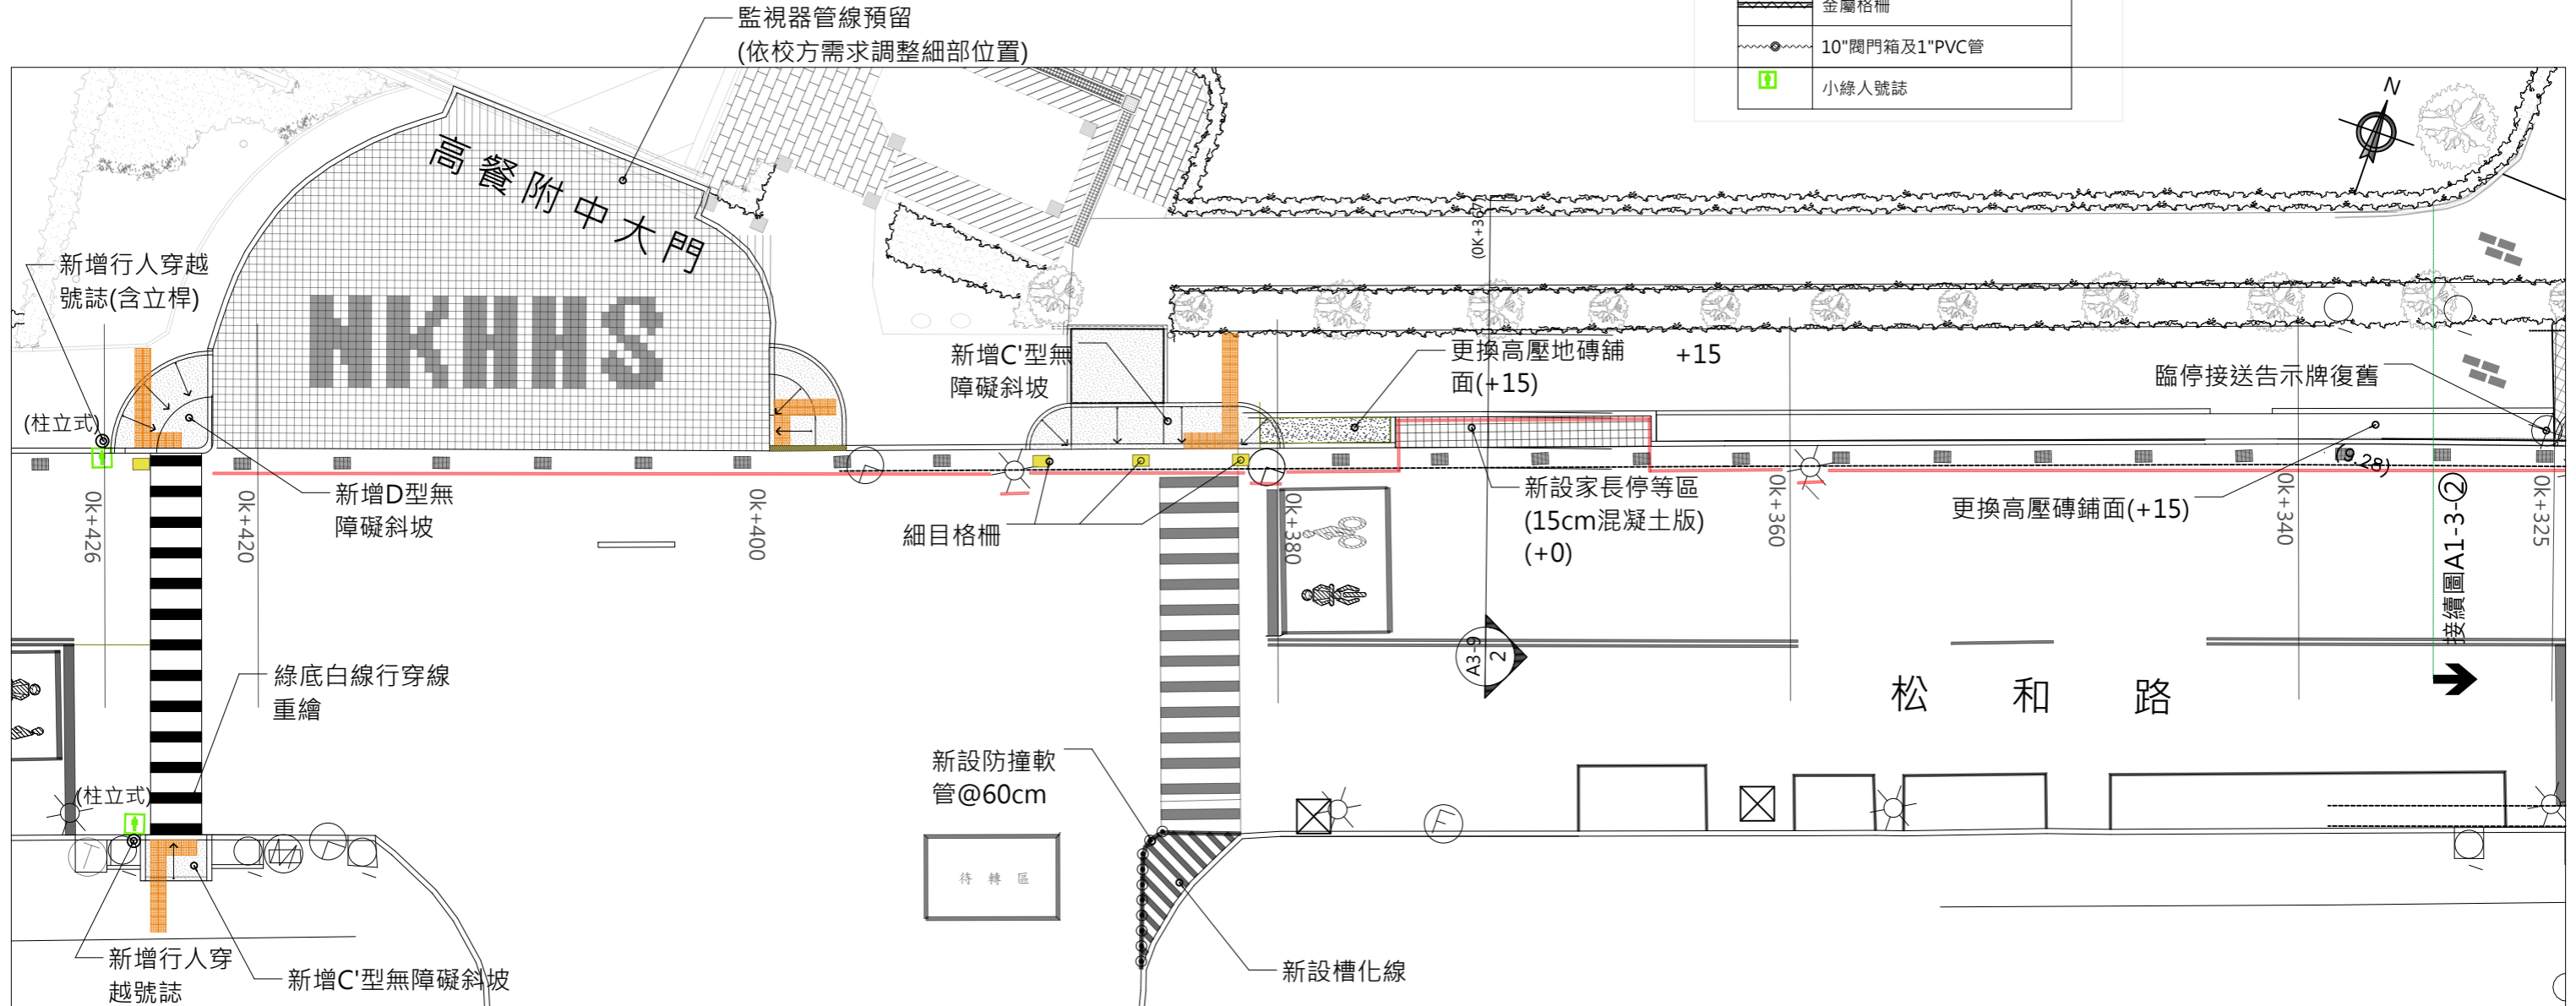 監視器管線預留
(依校方需求調整細部位置)
金屬格柵
10"閥門箱及1"PVC管
小綠人號誌
N
高餐附中大門
NKHHS
新增行人穿越
號誌(含立桿)
(柱立式)
新增D型無
障礙斜坡
新增C'型無
障礙斜坡
(0K+367)
更換高壓地磚舖
面(+15)
+15
臨停接送告示牌復舊
細目格柵
新設家長停等區
(15cm混凝土版)
(+0)
更換高壓磚鋪面(+15)
(9.28)
0k+426
0k+420
0k+400
0k+380
0k+360
0k+340
0k+325
接續圖A1-3-②
A3-9
2
松和路
綠底白線行穿線
重繪
(柱立式)
新設防撞軟
管@60cm
待轉區
T
M
F
新增行人穿
越號誌
新增C'型無障礙斜坡
新設槽化線